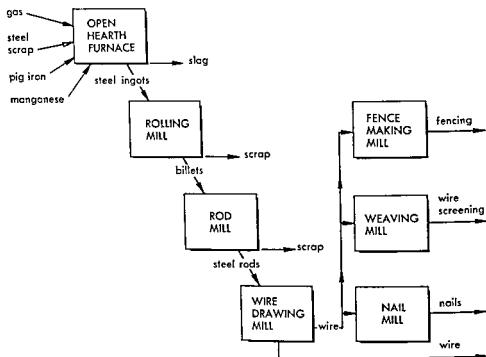 gas
steel
scrap
pig iron
manganese
OPEN
HEARTH
FURNACE
slag
steel ingots
ROLLING
MILL
scrap
billets
ROD
MILL
scrap
steel rods
WIRE
DRAWING
MILL
wire
FENCE
MAKING
MILL
fencing
WEAVING
MILL
wire
screening
NAIL
MILL
nails
wire